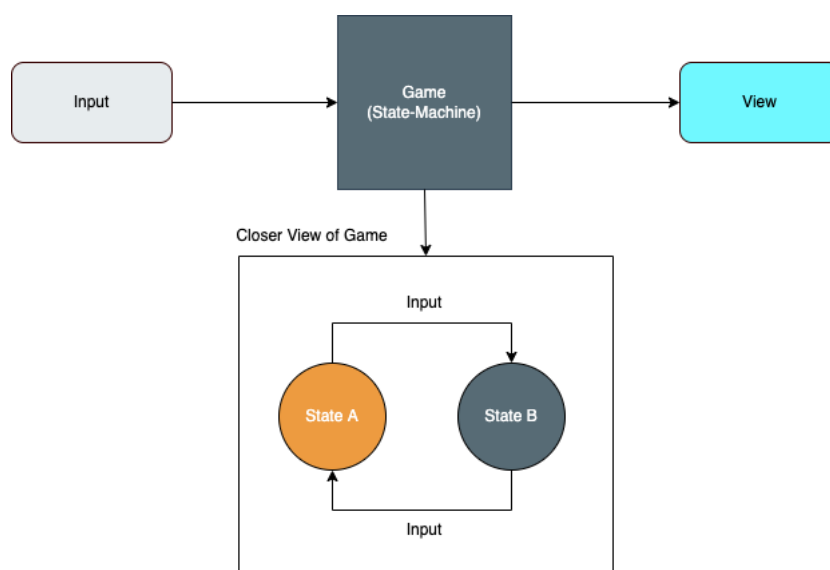 Input
Game
(State-Machine)
View
Closer View of Game
Input
State A
State B
Input